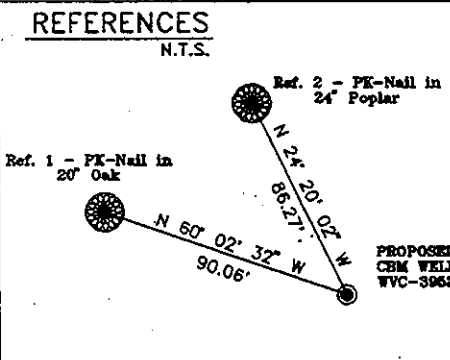 REFERENCES
N.T.S.
Ref. 2 - PK-Nail in
24" Poplar
Ref. 1 - PK-Nail in
20" Oak
N 24° 20' 02" W
86.27'
N 60° 02' 32" W
90.06'
PROPOSED
CBM WELL